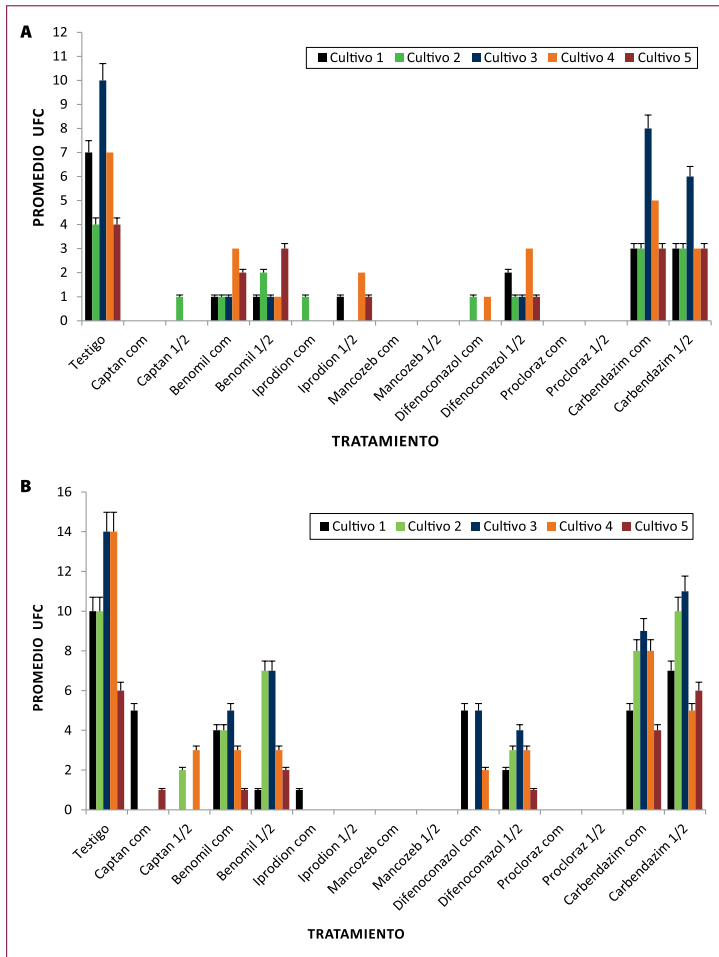 A
Cultivo 1 Cultivo 2 Cultivo 3 Cultivo 4 Cultivo 5
PROMEDIO UFC
12
11
10
9
8
7
6
5
4
3
2
1
0
Testigo
Captan com
Captan 1/2
Benomil com
Benomil 1/2
Iprodion com
Iprodion 1/2
Mancozeb com
Mancozeb 1/2
Difenoconazol com
Difenoconazol 1/2
Procloraz com
Procloraz 1/2
Carbendazim com
Carbendazim 1/2
TRATAMIENTO
B
Cultivo 1 Cultivo 2 Cultivo 3 Cultivo 4 Cultivo 5
PROMEDIO UFC
16
14
12
10
8
6
4
2
0
Testigo
Captan com
Captan 1/2
Benomil com
Benomil 1/2
Iprodion com
Iprodion 1/2
Mancozeb com
Mancozeb 1/2
Difenoconazol com
Difenoconazol 1/2
Procloraz com
Procloraz 1/2
Carbendazim com
Carbendazim 1/2
TRATAMIENTO